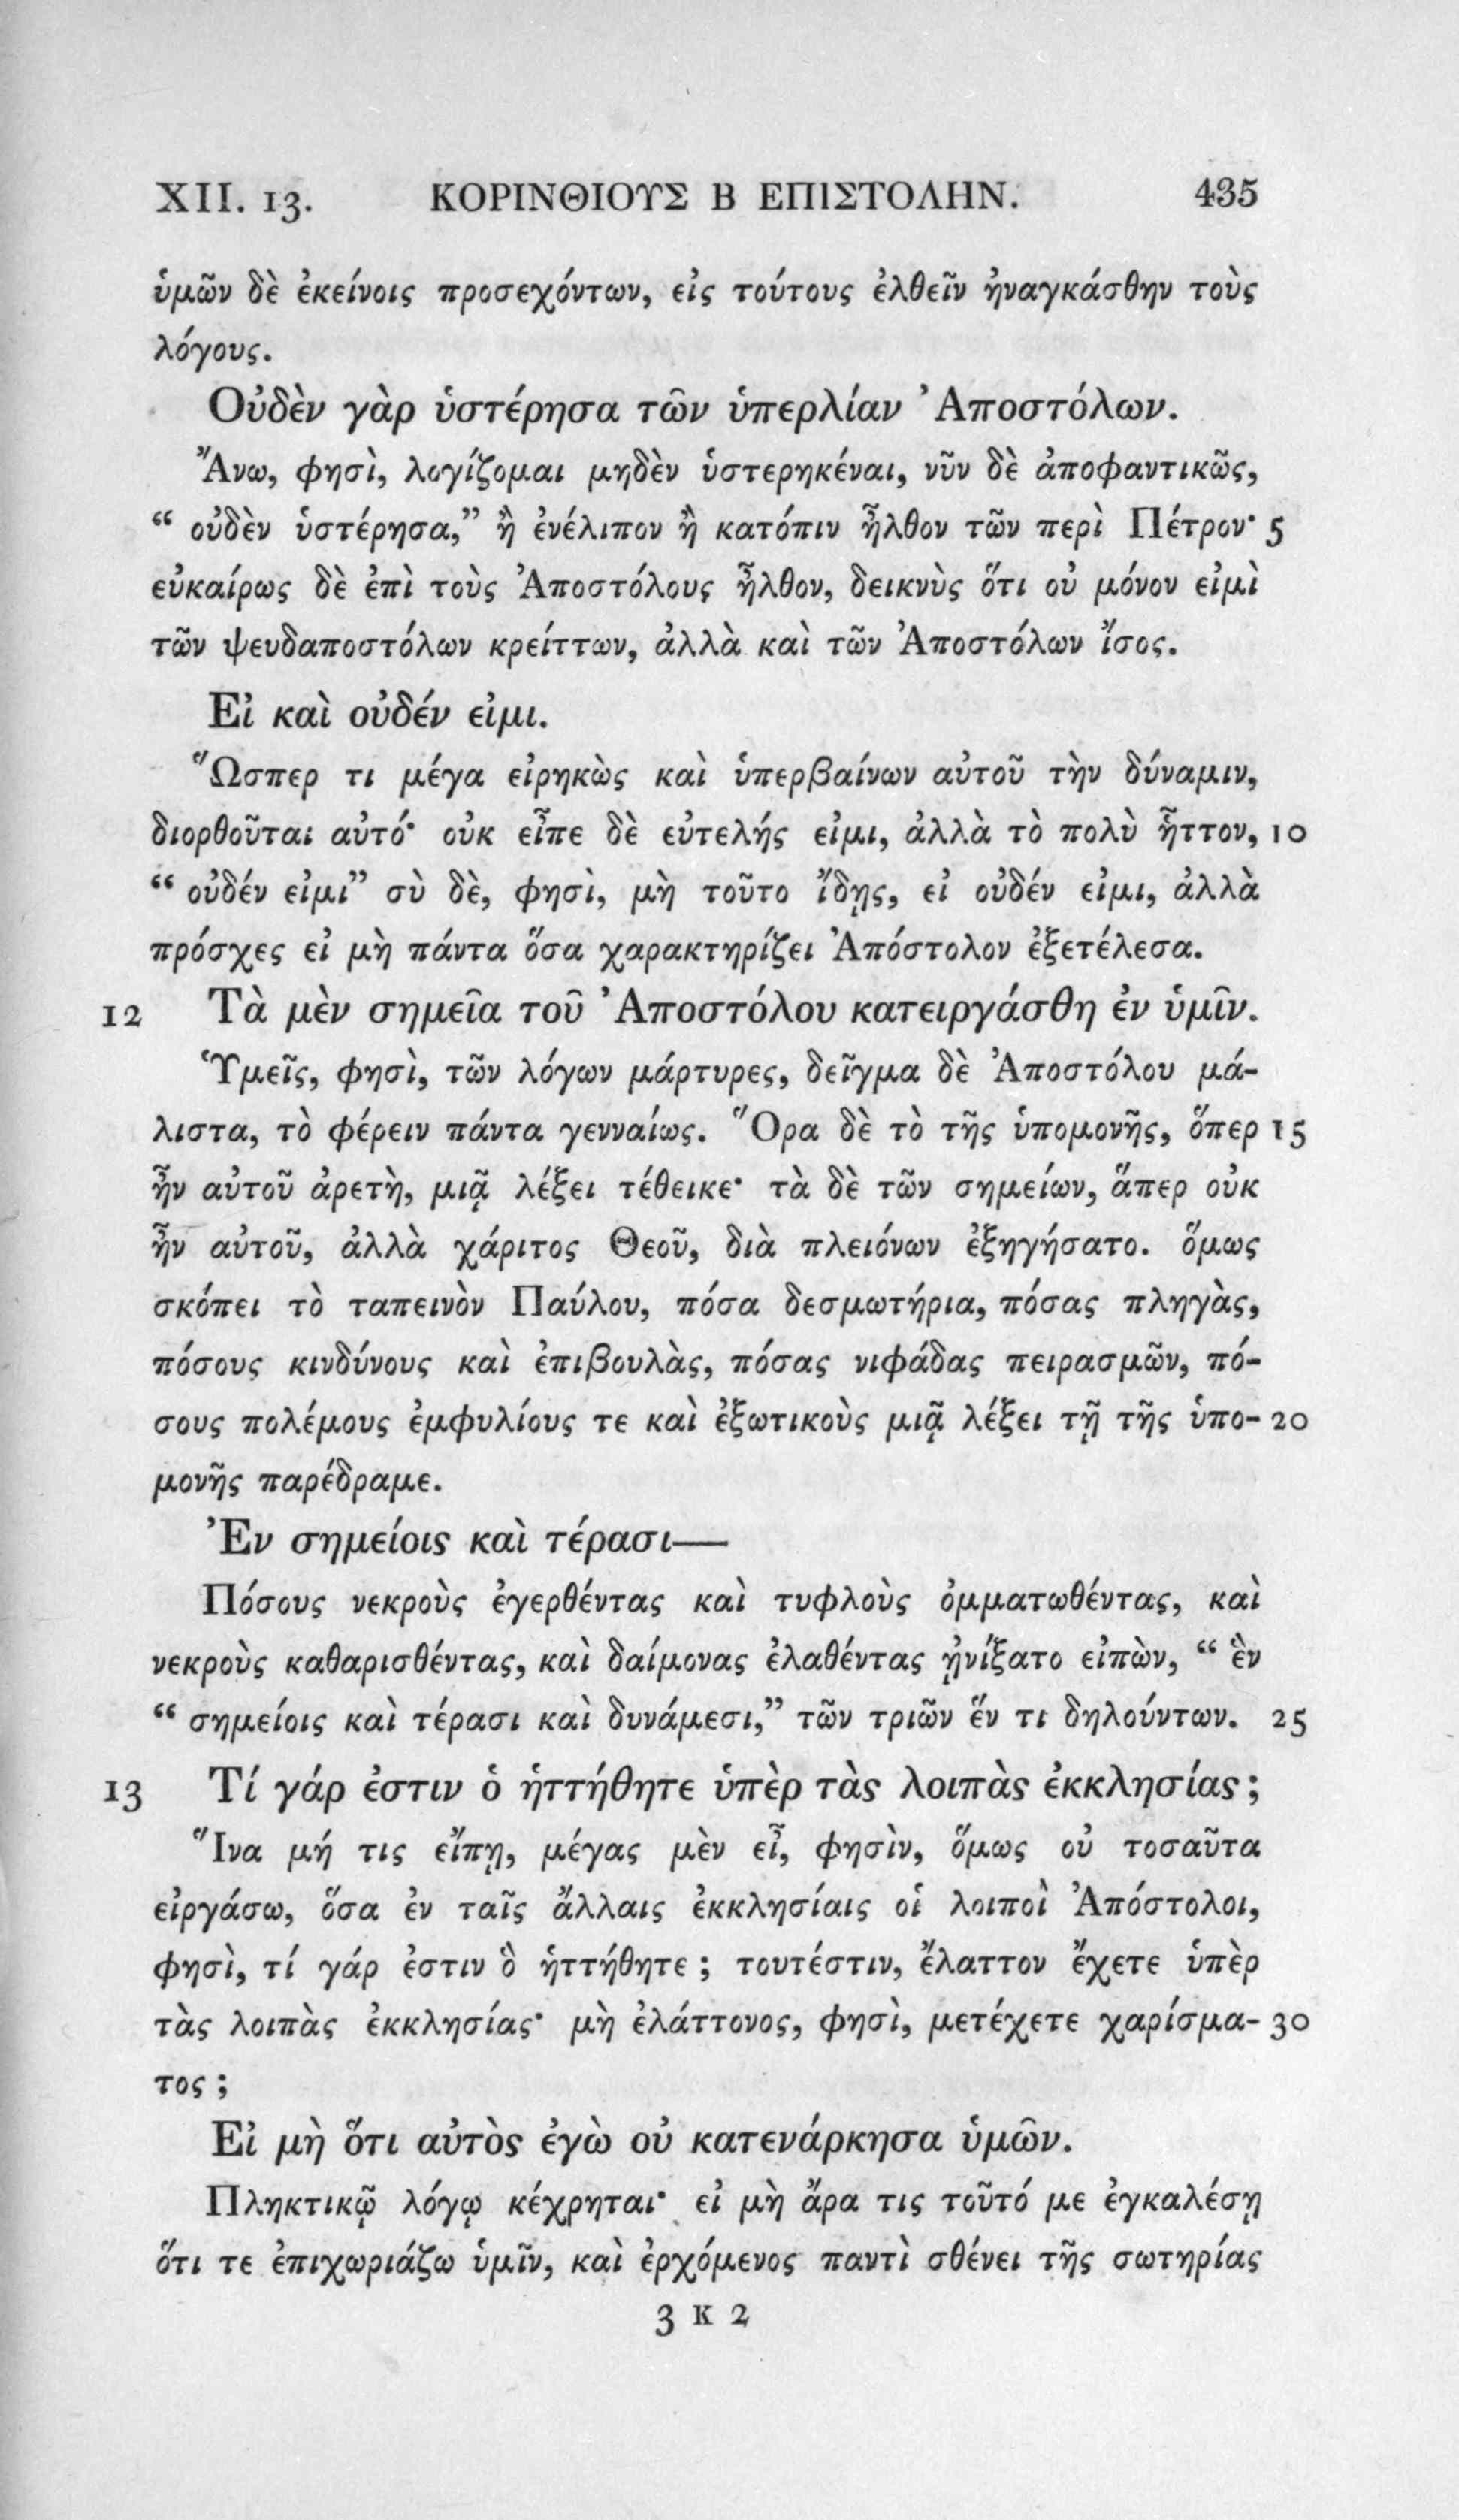 XII. 13. ΚΟΡΙΝΘΙΟΥΣ Β ΕΠΙΣΤΟΛΗΝ. 435
ὑμῶν δὲ ἐκείνοις προσεχόντων, εἰς τούτους ἐλθεῖν ἠναγκάσθην τοὺς
λόγους.
Οὐδὲν γὰρ ὑστέρησα τῶν ὑπερλίαν Ἀποστόλων.
Ἄνω, φησὶ, λογίζομαι μηδὲν ὑστερηκέναι, νῦν δὲ ἀποφαντικῶς,
“ οὐδὲν ὑστέρησα,” ἢ ἐνέλιπον ἢ κατόπιν ἦλθον τῶν περὶ Πέτρον· 5
εὐκαίρως δὲ ἐπὶ τοὺς Ἀποστόλους ἦλθον, δεικνὺς ὅτι οὐ μόνον εἰμὶ
τῶν ψευδαποστόλων κρείττων, ἀλλὰ καὶ τῶν Ἀποστόλων ἴσος.
Εἰ καὶ οὐδέν εἰμι.
Ὥσπερ τι μέγα εἰρηκὼς καὶ ὑπερβαίνων αὐτοῦ τὴν δύναμιν,
διορθοῦται αὐτό· οὐκ εἶπε δὲ εὐτελής εἰμι, ἀλλὰ τὸ πολὺ ἧττον, 10
“ οὐδέν εἰμι” σὺ δὲ, φησὶ, μὴ τοῦτο ἴδῃς, εἰ οὐδέν εἰμι, ἀλλὰ
πρόσχες εἰ μὴ πάντα ὅσα χαρακτηρίζει Ἀπόστολον ἐξετέλεσα.
12 Τὰ μὲν σημεῖα τοῦ Ἀποστόλου κατειργάσθη ἐν ὑμῖν.
Ὑμεῖς, φησὶ, τῶν λόγων μάρτυρες, δεῖγμα δὲ Ἀποστόλου μά-
λιστα, τὸ φέρειν πάντα γενναίως. Ὅρα δὲ τὸ τῆς ὑπομονῆς, ὅπερ 15
ἦν αὐτοῦ ἀρετὴ, μιᾷ λέξει τέθεικε· τὰ δὲ τῶν σημείων, ἅπερ οὐκ
ἦν αὐτοῦ, ἀλλὰ χάριτος Θεοῦ, διὰ πλειόνων ἐξηγήσατο. ὅμως
σκόπει τὸ ταπεινὸν Παύλου, πόσα δεσμωτήρια, πόσας πληγὰς,
πόσους κινδύνους καὶ ἐπιβουλὰς, πόσας νιφάδας πειρασμῶν, πό-
σους πολέμους ἐμφυλίους τε καὶ ἐξωτικοὺς μιᾷ λέξει τῇ τῆς ὑπο- 20
μονῆς παρέδραμε.
Ἐν σημείοις καὶ τέρασι—
Πόσους νεκροὺς ἐγερθέντας καὶ τυφλοὺς ὀμματωθέντας, καὶ
νεκροὺς καθαρισθέντας, καὶ δαίμονας ἐλαθέντας ᾐνίξατο εἰπὼν, “ ἓν
“ σημείοις καὶ τέρασι καὶ δυνάμεσι,” τῶν τριῶν ἕν τι δηλούντων. 25
13 Τί γάρ ἐστιν ὁ ἡττήθητε ὑπὲρ τὰς λοιπὰς ἐκκλησίας ;
Ἵνα μή τις εἴπῃ, μέγας μὲν εἶ, φησὶν, ὅμως οὐ τοσαῦτα
εἰργάσω, ὅσα ἐν ταῖς ἄλλαις ἐκκλησίαις οἱ λοιποὶ Ἀπόστολοι,
φησὶ, τί γάρ ἐστιν ὃ ἡττήθητε ; τουτέστιν, ἔλαττον ἔχετε ὑπὲρ
τὰς λοιπὰς ἐκκλησίας· μὴ ἐλάττονος, φησὶ, μετέχετε χαρίσμα- 30
τος ;
Εἰ μὴ ὅτι αὐτὸς ἐγὼ οὐ κατενάρκησα ὑμῶν.
Πληκτικῷ λόγῳ κέχρηται· εἰ μὴ ἄρα τις τοῦτό με ἐγκαλέσῃ
ὅτι τε ἐπιχωριάζω ὑμῖν, καὶ ἐρχόμενος παντὶ σθένει τῆς σωτηρίας
3 K 2